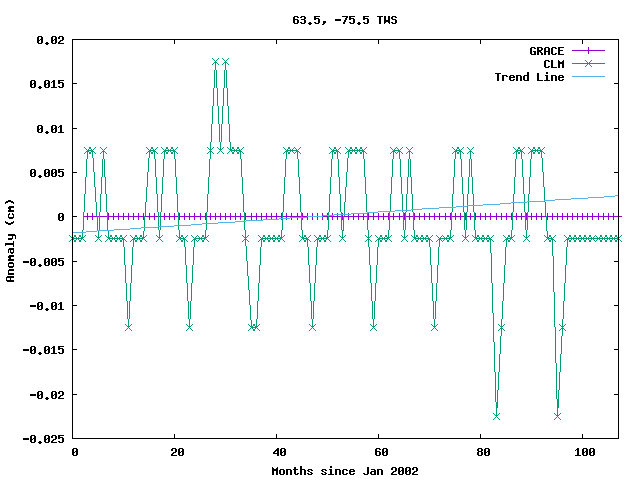 63.5, -75.5 TWS
GRACE
CLM
Trend Line
0.02
0.015
0.01
0.005
0
-0.005
-0.01
-0.015
-0.02
-0.025
Anomaly (cm)
0 20 40 60 80 100
Months since Jan 2002